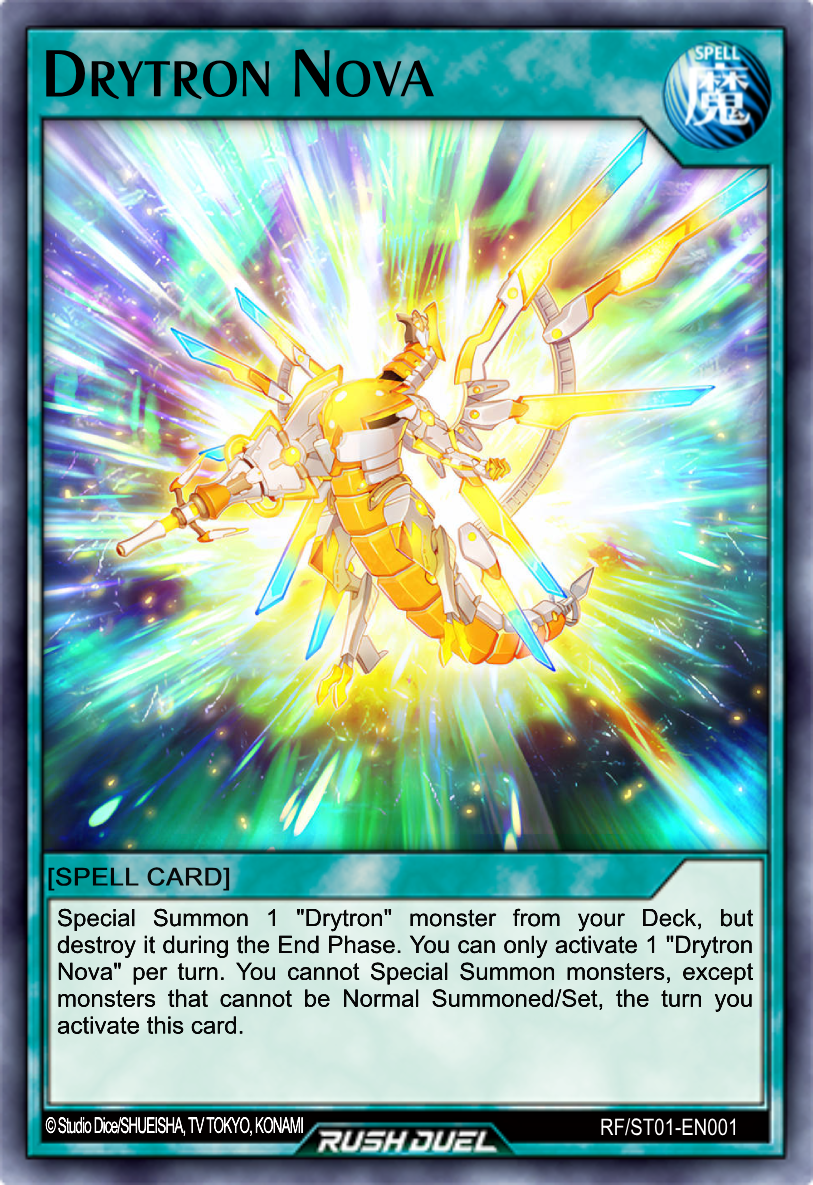 Drytron Nova
SPELL
魔
[SPELL CARD]
Special Summon 1 "Drytron" monster from your Deck, but
destroy it during the End Phase. You can only activate 1 "Drytron
Nova" per turn. You cannot Special Summon monsters, except
monsters that cannot be Normal Summoned/Set, the turn you
activate this card.
© Studio Dice/SHUEISHA, TV TOKYO, KONAMI
RUSH DUEL
RF/ST01-EN001